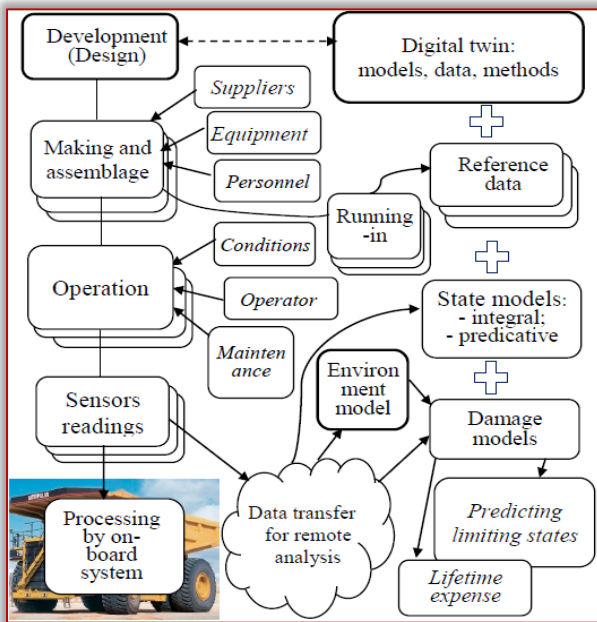 Development
(Design)
Digital twin:
models, data, methods
Suppliers
Equipment
Personnel
Making and
assemblage
Reference
data
Running
-in
Conditions
Operator
Mainten
ance
Operation
State models:
- integral;
- predicative
Environ
ment
model
Sensors
readings
Damage
models
Processing
by on-
board
system
Data transfer
for remote
analysis
Predicting
limiting states
Lifetime
expense